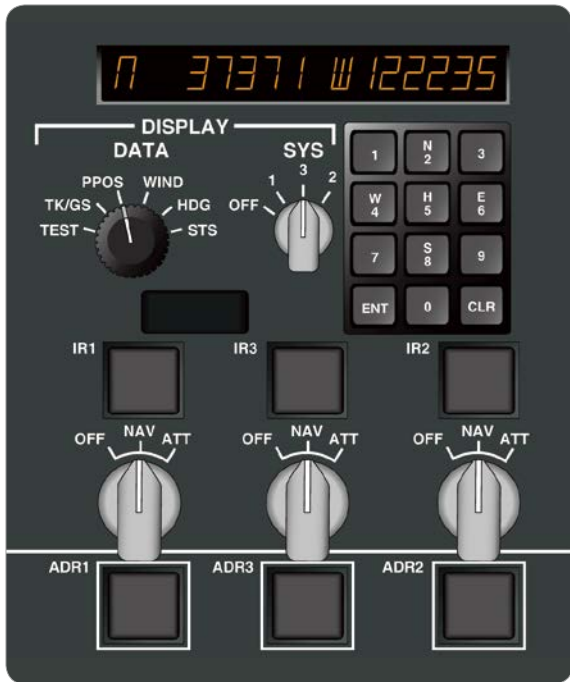 N 37371 W122235
DISPLAY
DATA SYS
TEST TK/GS PPOS WIND HDG STS
OFF 1 3 2
1 N 2 3
W 4 H 5 E 6
7 S 8 9
ENT 0 CLR
IR1 IR3 IR2
OFF NAV ATT OFF NAV ATT OFF NAV ATT
ADR1 ADR3 ADR2